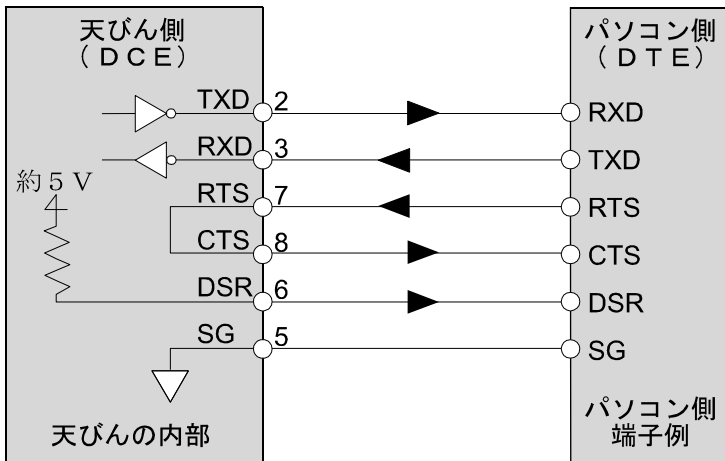 天びん側 パソコン側
（ＤＣＥ） （ＤＴＥ）
TXD 2 RXD
RXD 3 TXD
約５Ｖ
RTS 7 RTS
CTS 8 CTS
DSR 6 DSR
SG 5 SG
天びんの内部 パソコン側
端子例